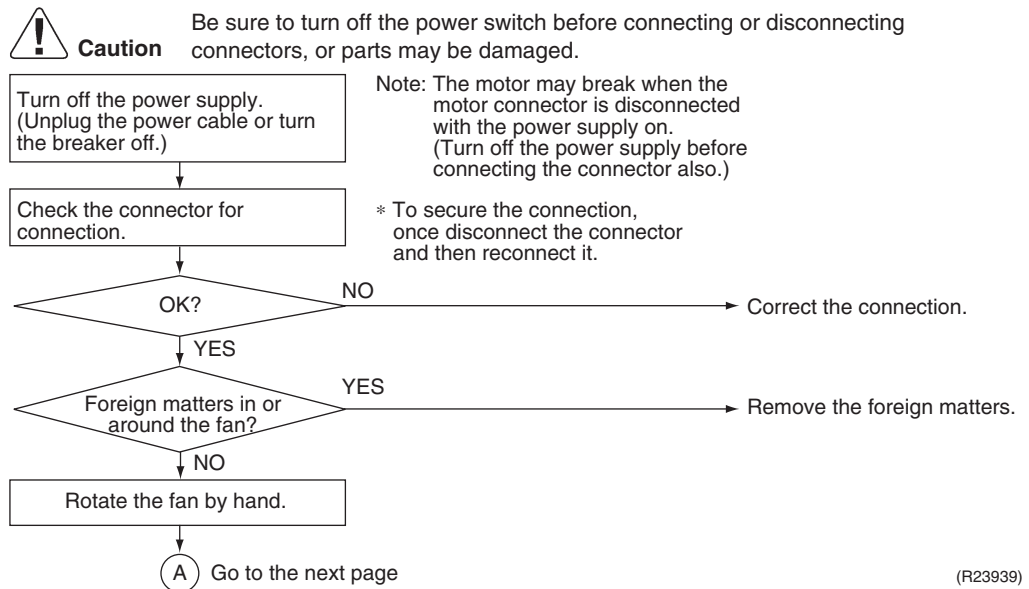 Be sure to turn off the power switch before connecting or disconnecting
Caution connectors, or parts may be damaged.
Turn off the power supply.
(Unplug the power cable or turn
the breaker off.)
Note: The motor may break when the
motor connector is disconnected
with the power supply on.
(Turn off the power supply before
connecting the connector also.)
Check the connector for
connection.
* To secure the connection,
once disconnect the connector
and then reconnect it.
OK?
NO
Correct the connection.
YES
Foreign matters in or
around the fan?
YES
Remove the foreign matters.
NO
Rotate the fan by hand.
A Go to the next page
(R23939)